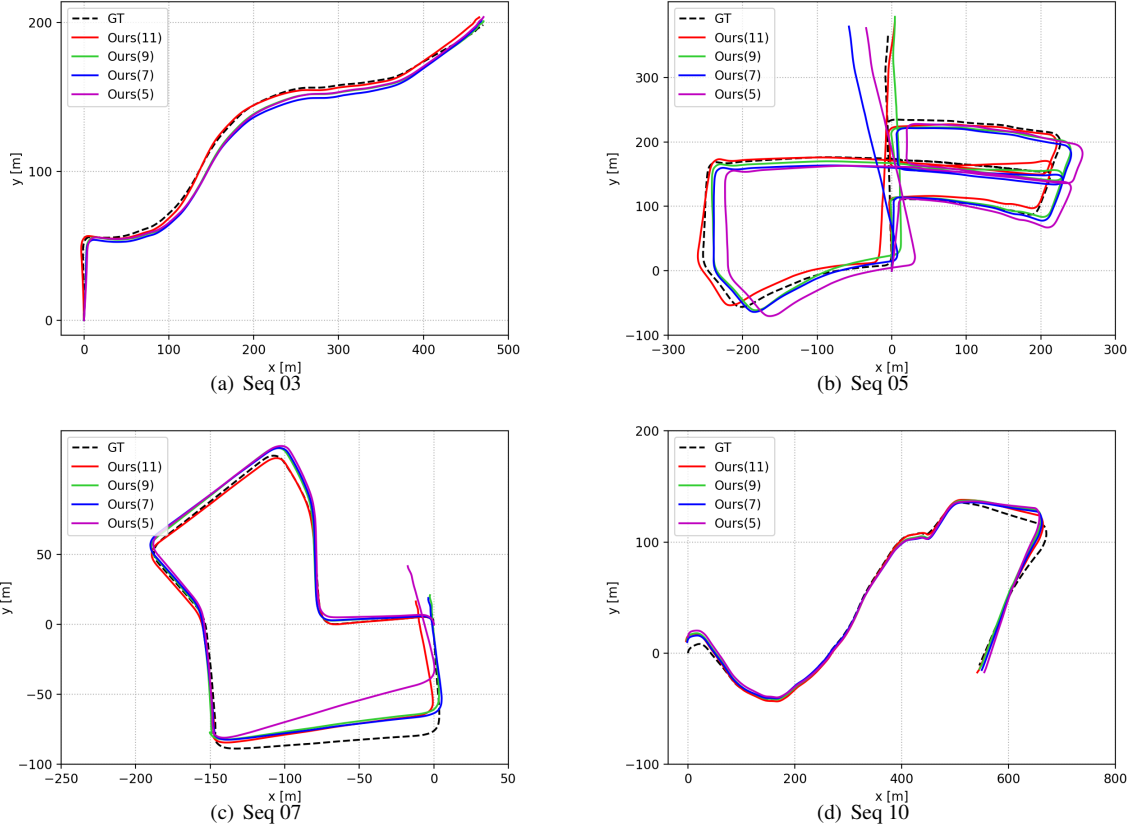 GT
Ours(11)
Ours(9)
Ours(7)
Ours(5)
200
100
0
y [m]
0 100 200 300 400 500
x [m]
(a) Seq 03
GT
Ours(11)
Ours(9)
Ours(7)
Ours(5)
300
200
100
0
−100
y [m]
−300 −200 −100 0 100 200 300
x [m]
(b) Seq 05
GT
Ours(11)
Ours(9)
Ours(7)
Ours(5)
50
0
−50
−100
y [m]
−250 −200 −150 −100 −50 0 50
x [m]
(c) Seq 07
GT
Ours(11)
Ours(9)
Ours(7)
Ours(5)
200
100
0
−100
y [m]
0 200 400 600 800
x [m]
(d) Seq 10